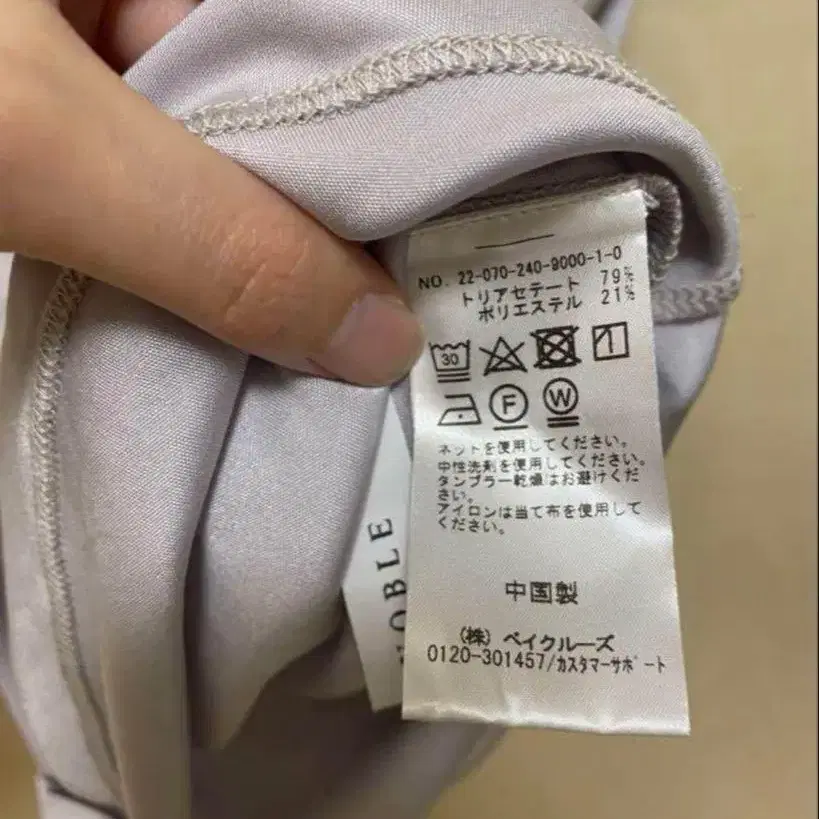 NO. 22-070-240-9000-1-0
トリアセテート 79%
ポリエステル 21%
30
F W
ネットを使用してください。
中性洗剤を使用してください。
タンブラー乾燥はお避けくだ
さい。
アイロンは当て布を使用して
ください。
中国製
(株) ベイクルーズ
0120-301457/カスタマーサポート
OBLE